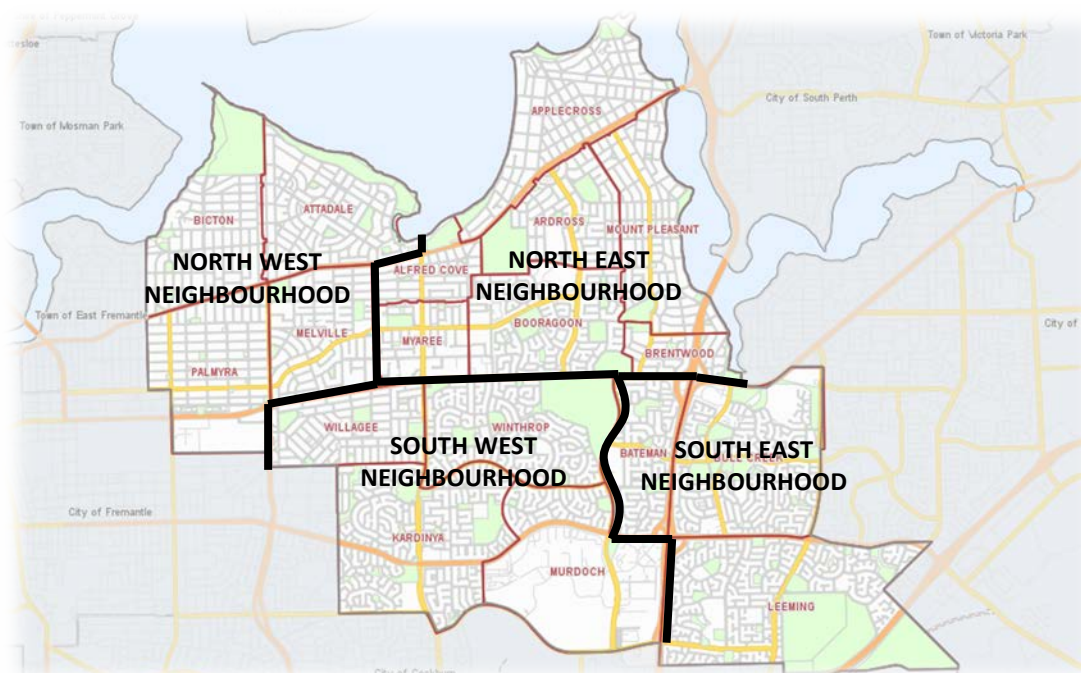 Town of Victoria Park
City of South Perth
APPLECROSS
Town of Mosman Park
ATTADALE
BICTON
ARDROSS
MOUNT PLEASANT
NORTH WEST
NEIGHBOURHOOD
ALFRED COVE
NORTH EAST
NEIGHBOURHOOD
Town of East Fremantle
BOORAGOON
City of
MELVILLE
MYAREE
BRENTWOOD
PALMYRA
WILLAGEE
WINTHROP
SOUTH WEST
NEIGHBOURHOOD
BATEMAN
SOUTH EAST
NEIGHBOURHOOD
City of Fremantle
KARDINYA
MURDOCH
LEEMING